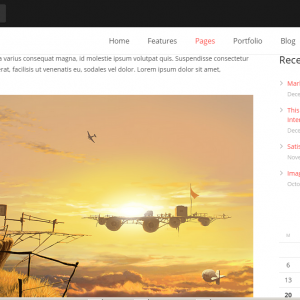 Home Features Pages Portfolio Blog
varius consequat magna, id molestie ipsum volutpat quis. Suspendisse consectetur
erat, facilisis ut venenatis eu, sodales vel dolor. Lorem ipsum dolor sit amet.
Rece
Mar
Dece
This
Inter
Dece
Satis
Nove
Imag
Octo
N
6
13
20